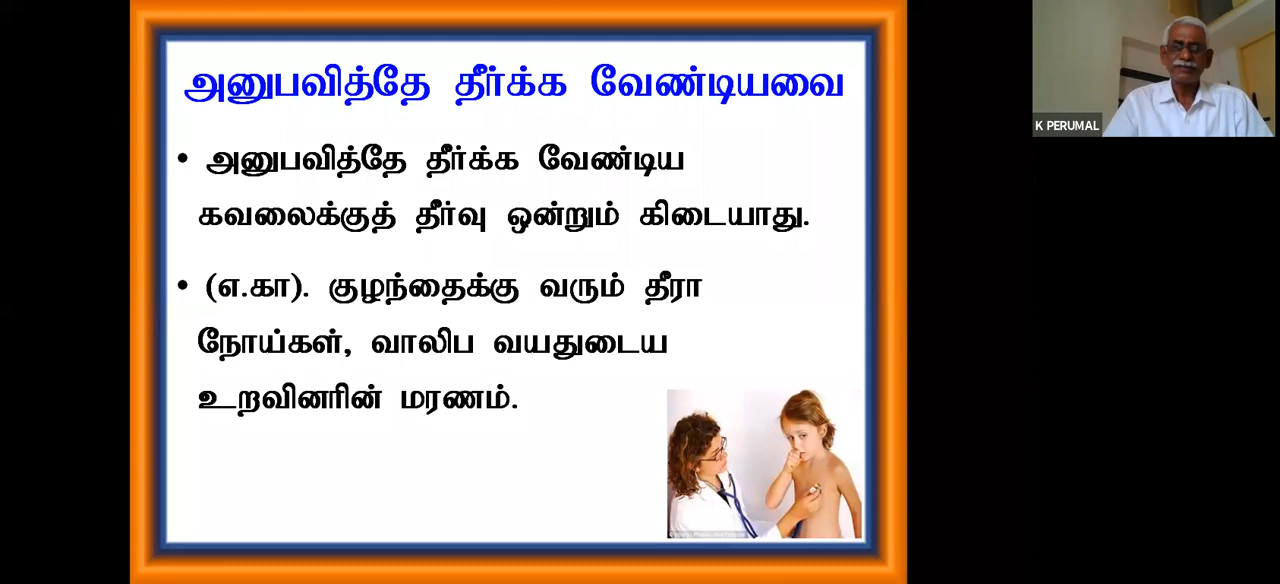 அனுபவித்தே தீர்க்க வேண்டியவை
• அனுபவித்தே தீர்க்க வேண்டிய
கவலைக்குத் தீர்வு ஒன்றும் கிடையாது.
• (எ.கா). குழந்தைக்கு வரும் தீரா
நோய்கள், வாலிப வயதுடைய
உறவினரின் மரணம்.
K PERUMAL